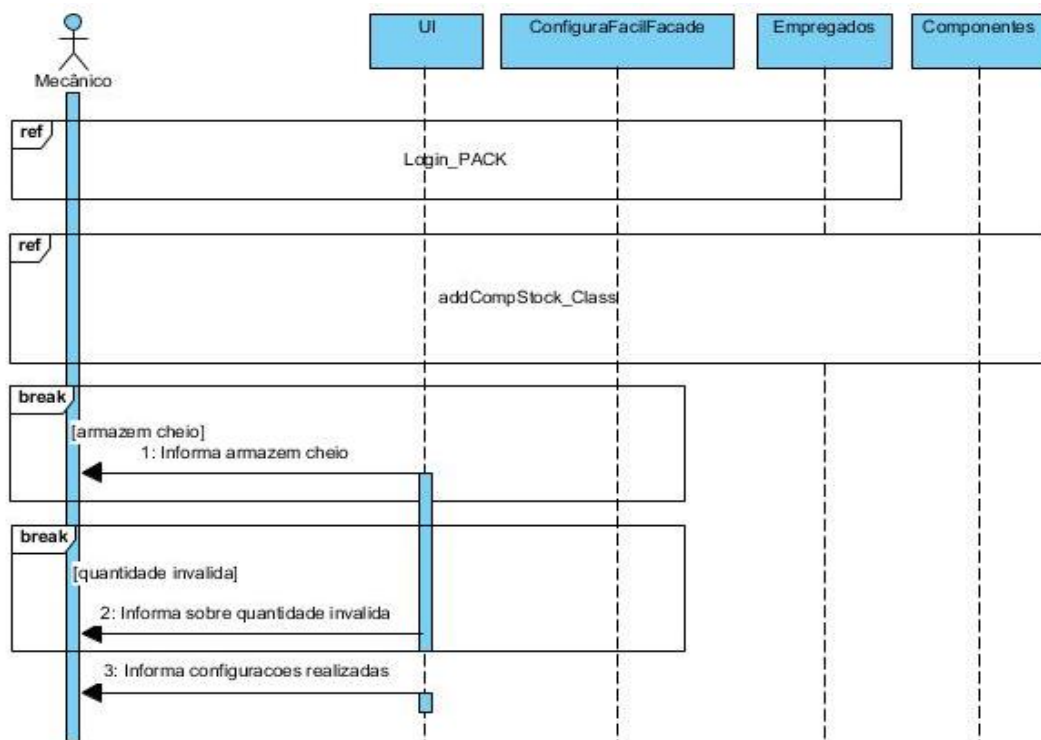 Mecânico
UI
ConfiguraFacilFacade
Empregados
Componentes
ref
Login_PACK
ref
addCompStock_Class
break
[armazem cheio]
1: Informa armazem cheio
break
[quantidade invalida]
2: Informa sobre quantidade invalida
3: Informa configuracoes realizadas